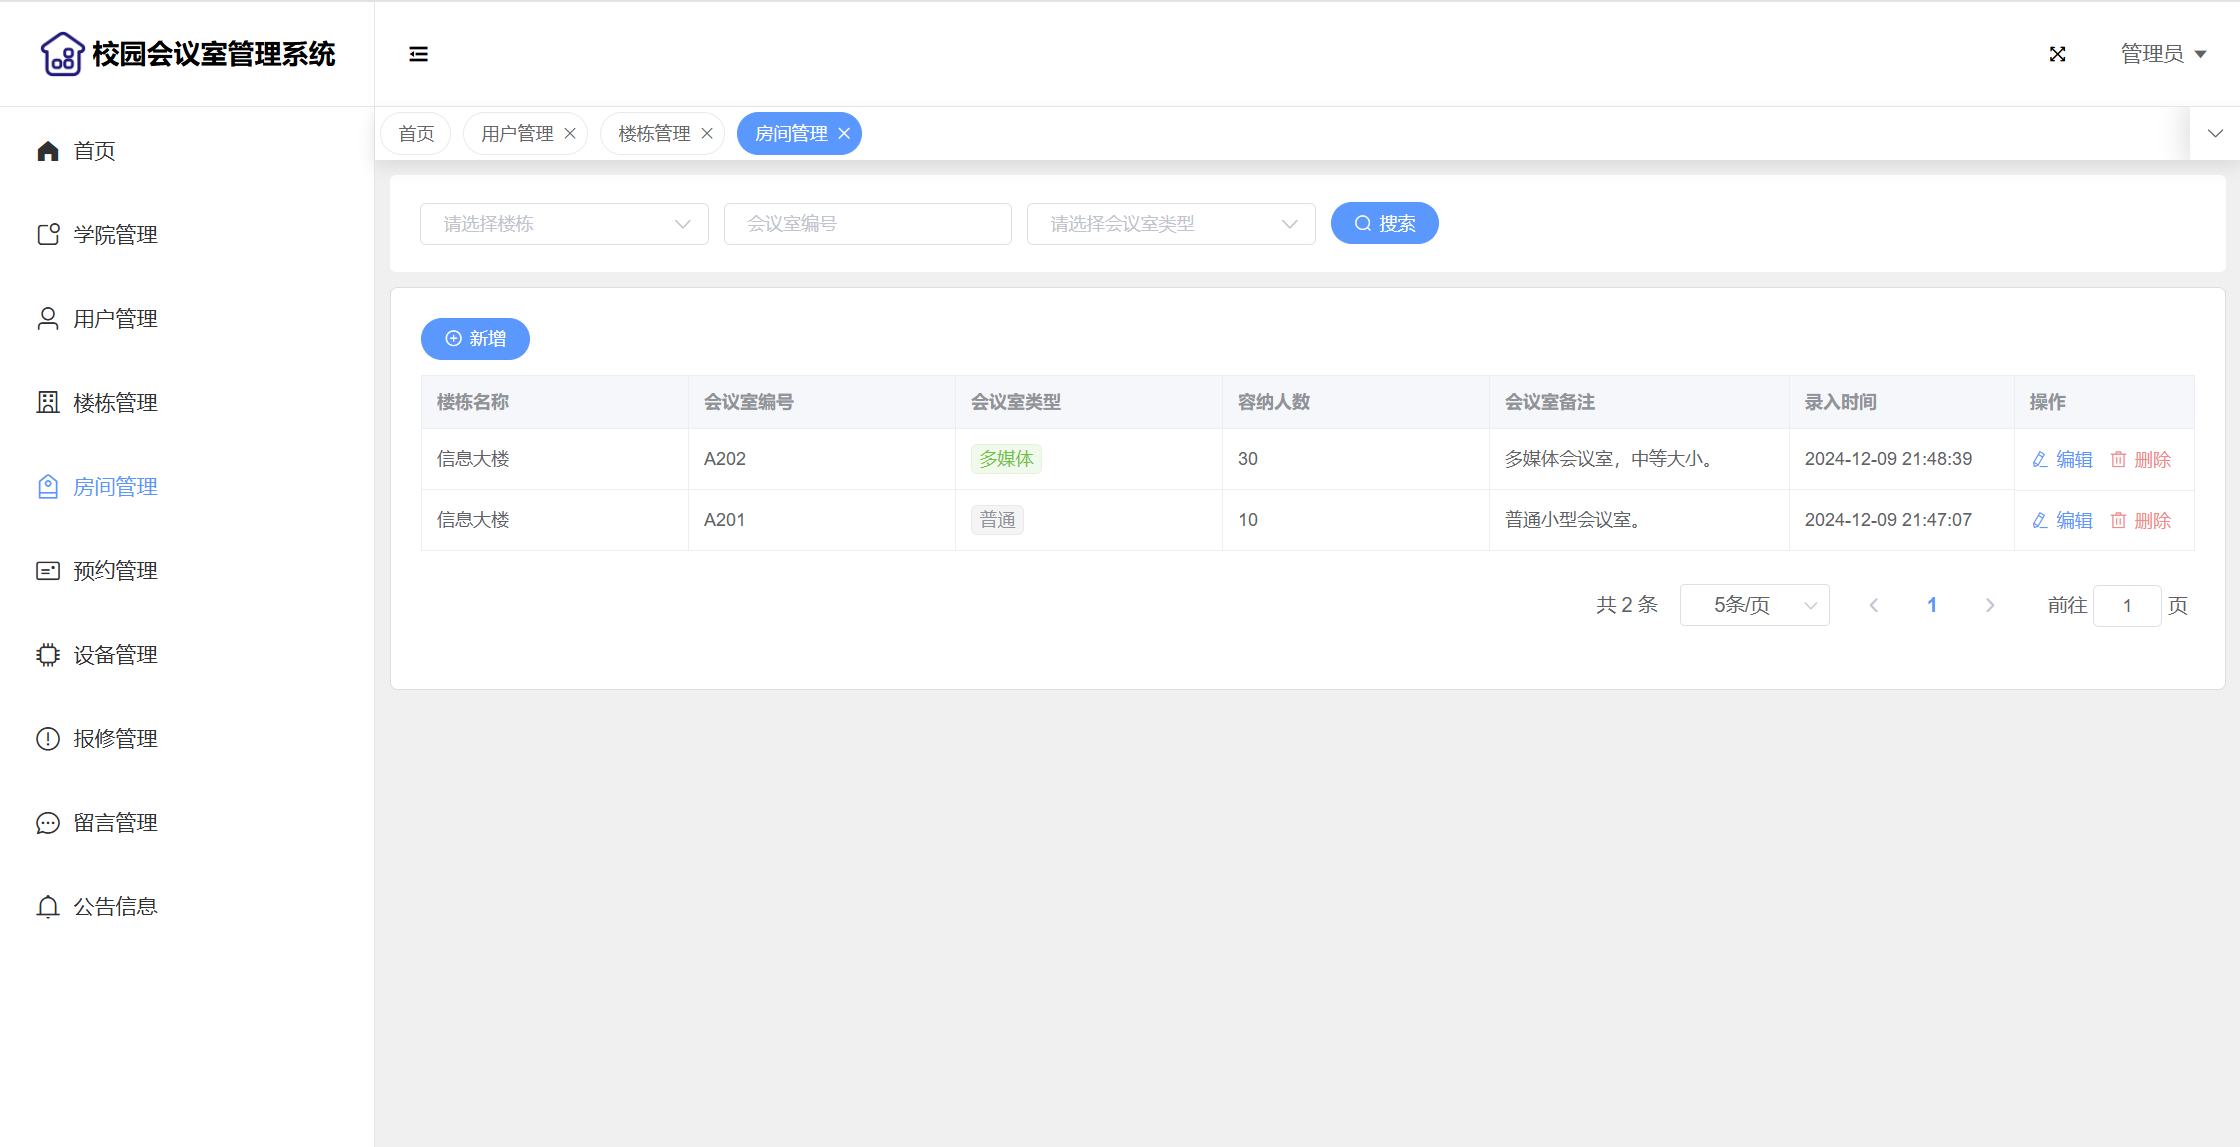 校园会议室管理系统
管理员
首页
学院管理
用户管理
楼栋管理
房间管理
预约管理
设备管理
报修管理
留言管理
公告信息
首页 用户管理 楼栋管理 房间管理
请选择楼栋 会议室编号 请选择会议室类型 搜索
新增
楼栋名称 会议室编号 会议室类型 容纳人数 会议室备注 录入时间 操作
信息大楼 A202 多媒体 30 多媒体会议室，中等大小。 2024-12-09 21:48:39 编辑 删除
信息大楼 A201 普通 10 普通小型会议室。 2024-12-09 21:47:07 编辑 删除
共 2 条 5条/页 1 前往 1 页